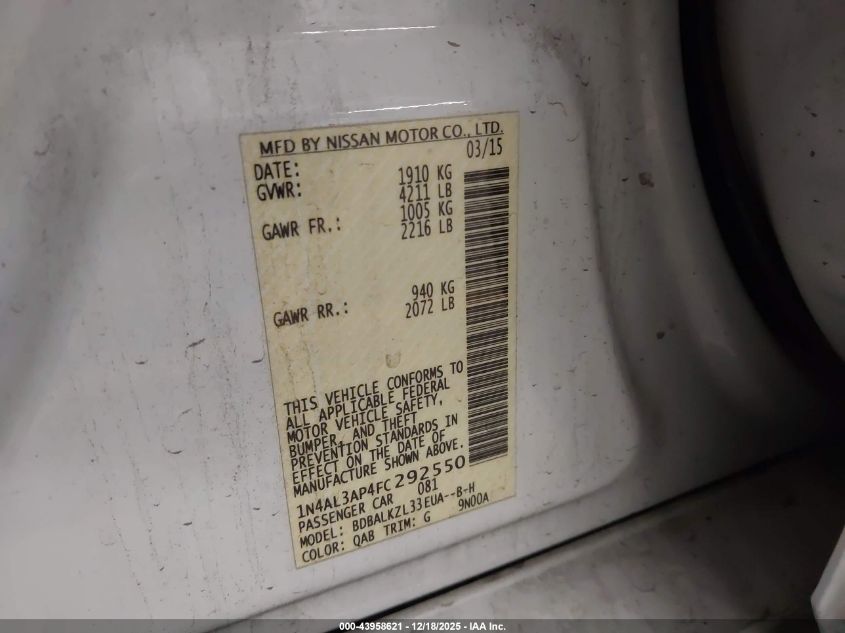 MFD BY NISSAN MOTOR CO., LTD.
DATE: 03/15
GVWR: 1910 KG
4211 LB
GAWR FR.: 1005 KG
2216 LB
GAWR RR.: 940 KG
2072 LB
THIS VEHICLE CONFORMS TO
ALL APPLICABLE FEDERAL
MOTOR VEHICLE SAFETY,
BUMPER, AND THEFT
PREVENTION STANDARDS IN
EFFECT ON THE DATE OF
MANUFACTURE SHOWN ABOVE.
1N4AL3AP4FC292550
PASSENGER CAR 081
MODEL: BDBALKZL33EUA--B-H
COLOR: QAB TRIM: G 9N00A
000-43958621 - 12/18/2025 - IAA Inc.